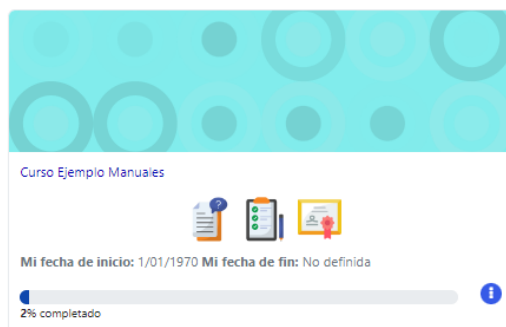 Curso Ejemplo Manuales
?
Mi fecha de inicio: 1/01/1970 Mi fecha de fin: No definida
i
2% completado